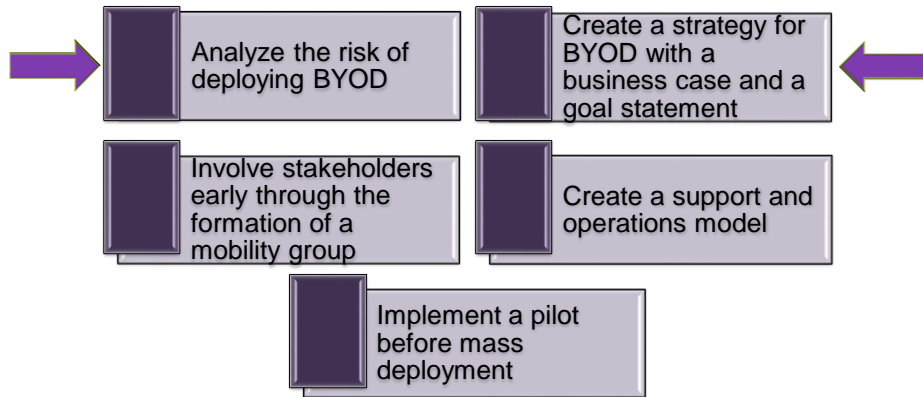 Analyze the risk of
deploying BYOD
Create a strategy for
BYOD with a
business case and a
goal statement
Involve stakeholders
early through the
formation of a
mobility group
Create a support and
operations model
Implement a pilot
before mass
deployment